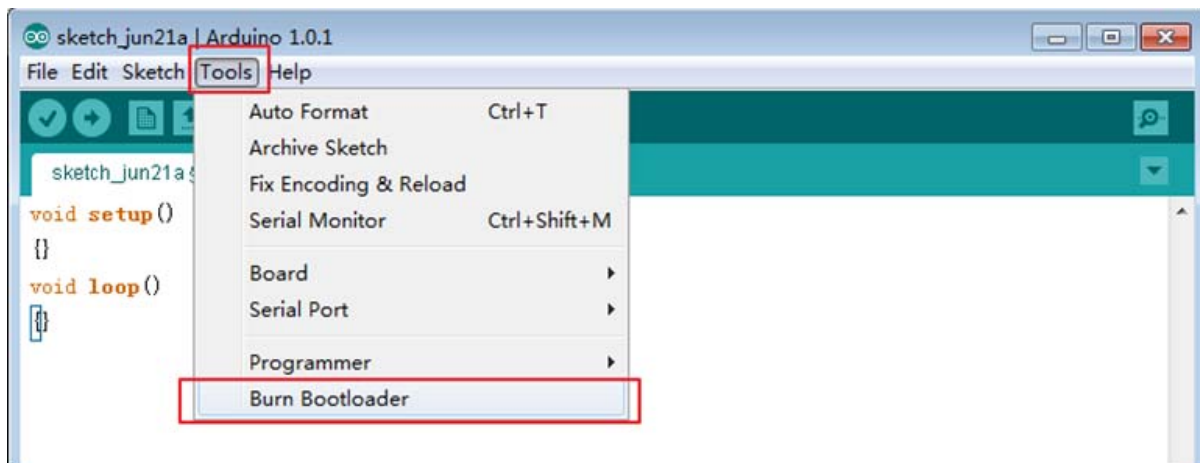 sketch_jun21a | Arduino 1.0.1
File Edit Sketch Tools Help
Auto Format Ctrl+T
Archive Sketch
sketch_jun21a
Fix Encoding & Reload
void setup()
Serial Monitor Ctrl+Shift+M
{}
Board
void loop()
Serial Port
{}
Programmer
Burn Bootloader